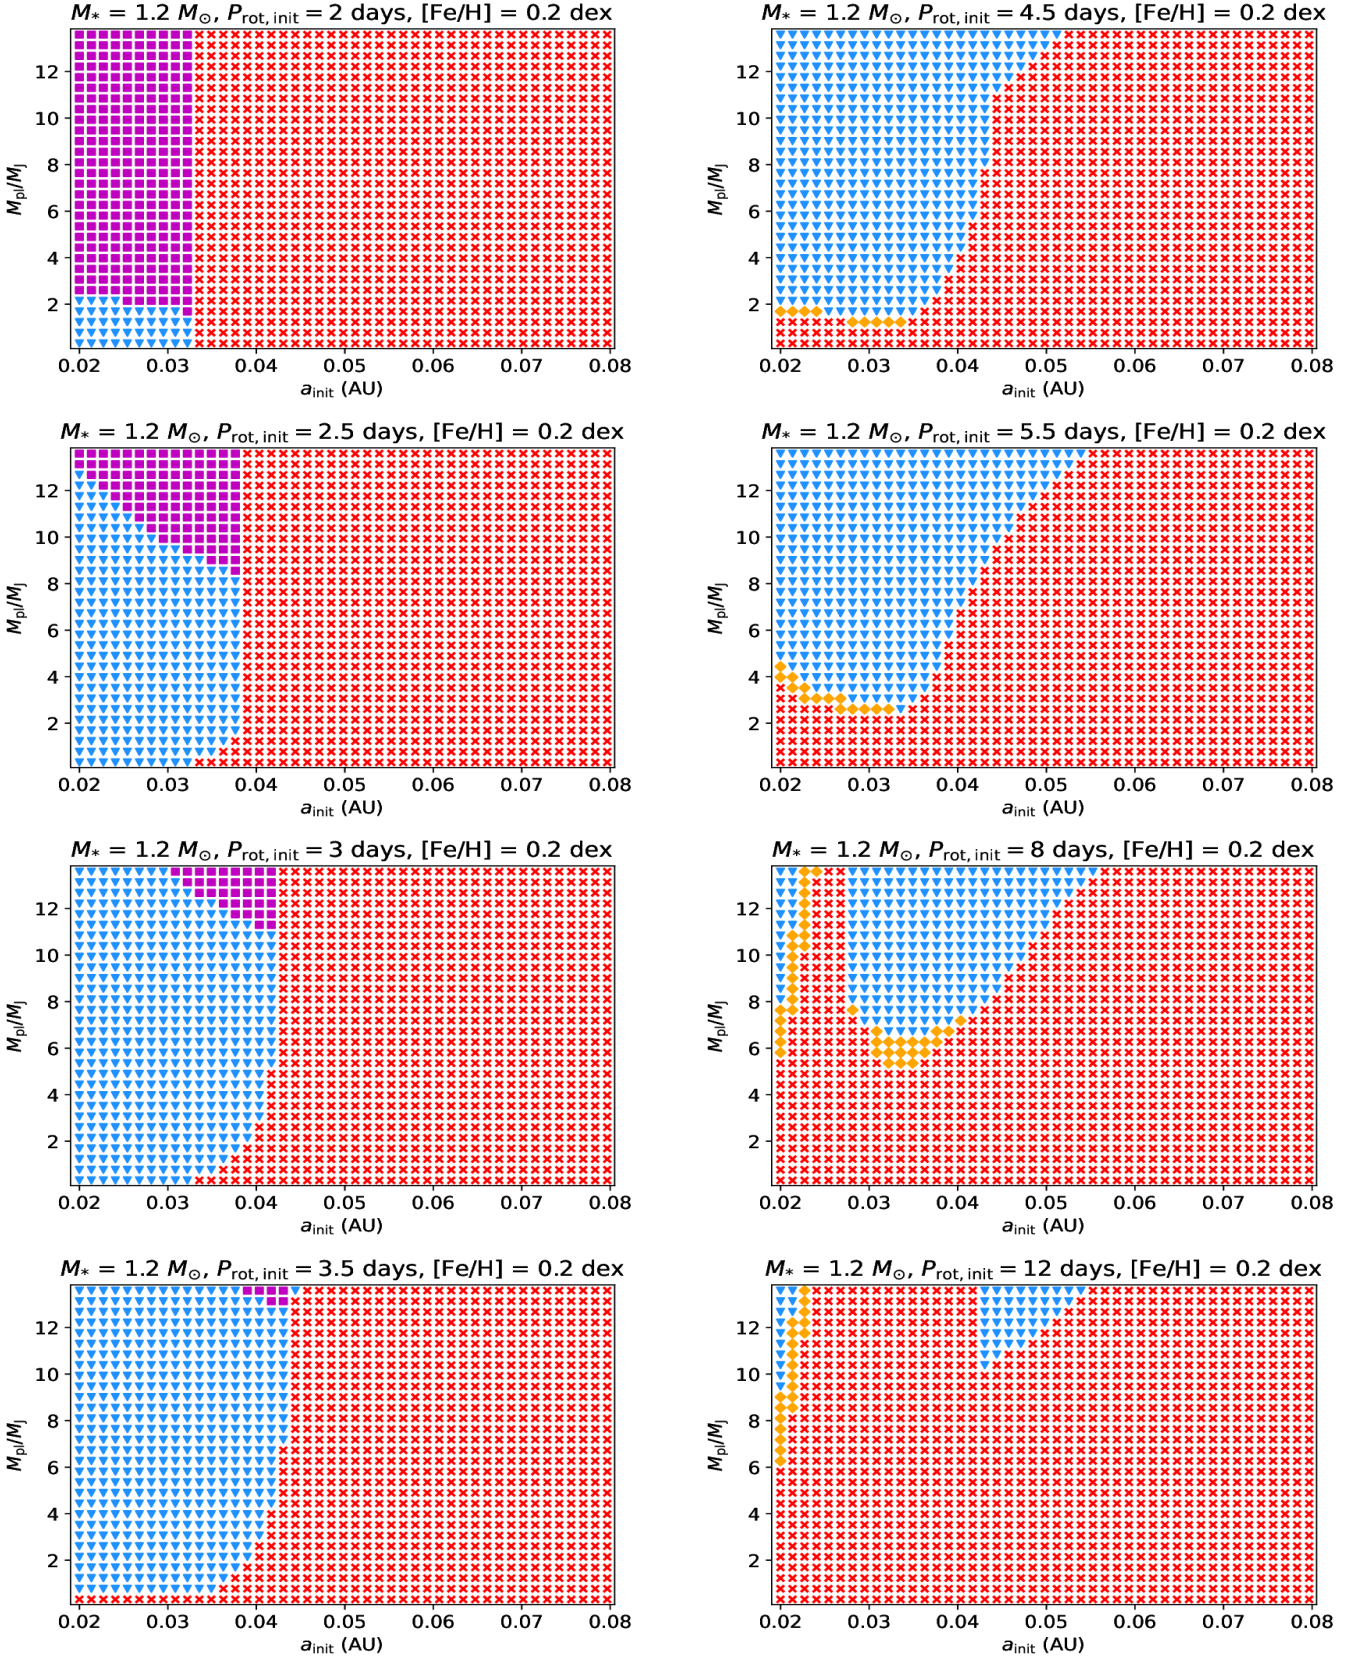 M* = 1.2 M⊙, Prot, init = 2 days, [Fe/H] = 0.2 dex
12
10
8
6
4
2
Mpl/MJ
0.02 0.03 0.04 0.05 0.06 0.07 0.08
ainit (AU)
M* = 1.2 M⊙, Prot, init = 4.5 days, [Fe/H] = 0.2 dex
12
10
8
6
4
2
Mpl/MJ
0.02 0.03 0.04 0.05 0.06 0.07 0.08
ainit (AU)
M* = 1.2 M⊙, Prot, init = 2.5 days, [Fe/H] = 0.2 dex
12
10
8
6
4
2
Mpl/MJ
0.02 0.03 0.04 0.05 0.06 0.07 0.08
ainit (AU)
M* = 1.2 M⊙, Prot, init = 5.5 days, [Fe/H] = 0.2 dex
12
10
8
6
4
2
Mpl/MJ
0.02 0.03 0.04 0.05 0.06 0.07 0.08
ainit (AU)
M* = 1.2 M⊙, Prot, init = 3 days, [Fe/H] = 0.2 dex
12
10
8
6
4
2
Mpl/MJ
0.02 0.03 0.04 0.05 0.06 0.07 0.08
ainit (AU)
M* = 1.2 M⊙, Prot, init = 8 days, [Fe/H] = 0.2 dex
12
10
8
6
4
2
Mpl/MJ
0.02 0.03 0.04 0.05 0.06 0.07 0.08
ainit (AU)
M* = 1.2 M⊙, Prot, init = 3.5 days, [Fe/H] = 0.2 dex
12
10
8
6
4
2
Mpl/MJ
0.02 0.03 0.04 0.05 0.06 0.07 0.08
ainit (AU)
M* = 1.2 M⊙, Prot, init = 12 days, [Fe/H] = 0.2 dex
12
10
8
6
4
2
Mpl/MJ
0.02 0.03 0.04 0.05 0.06 0.07 0.08
ainit (AU)